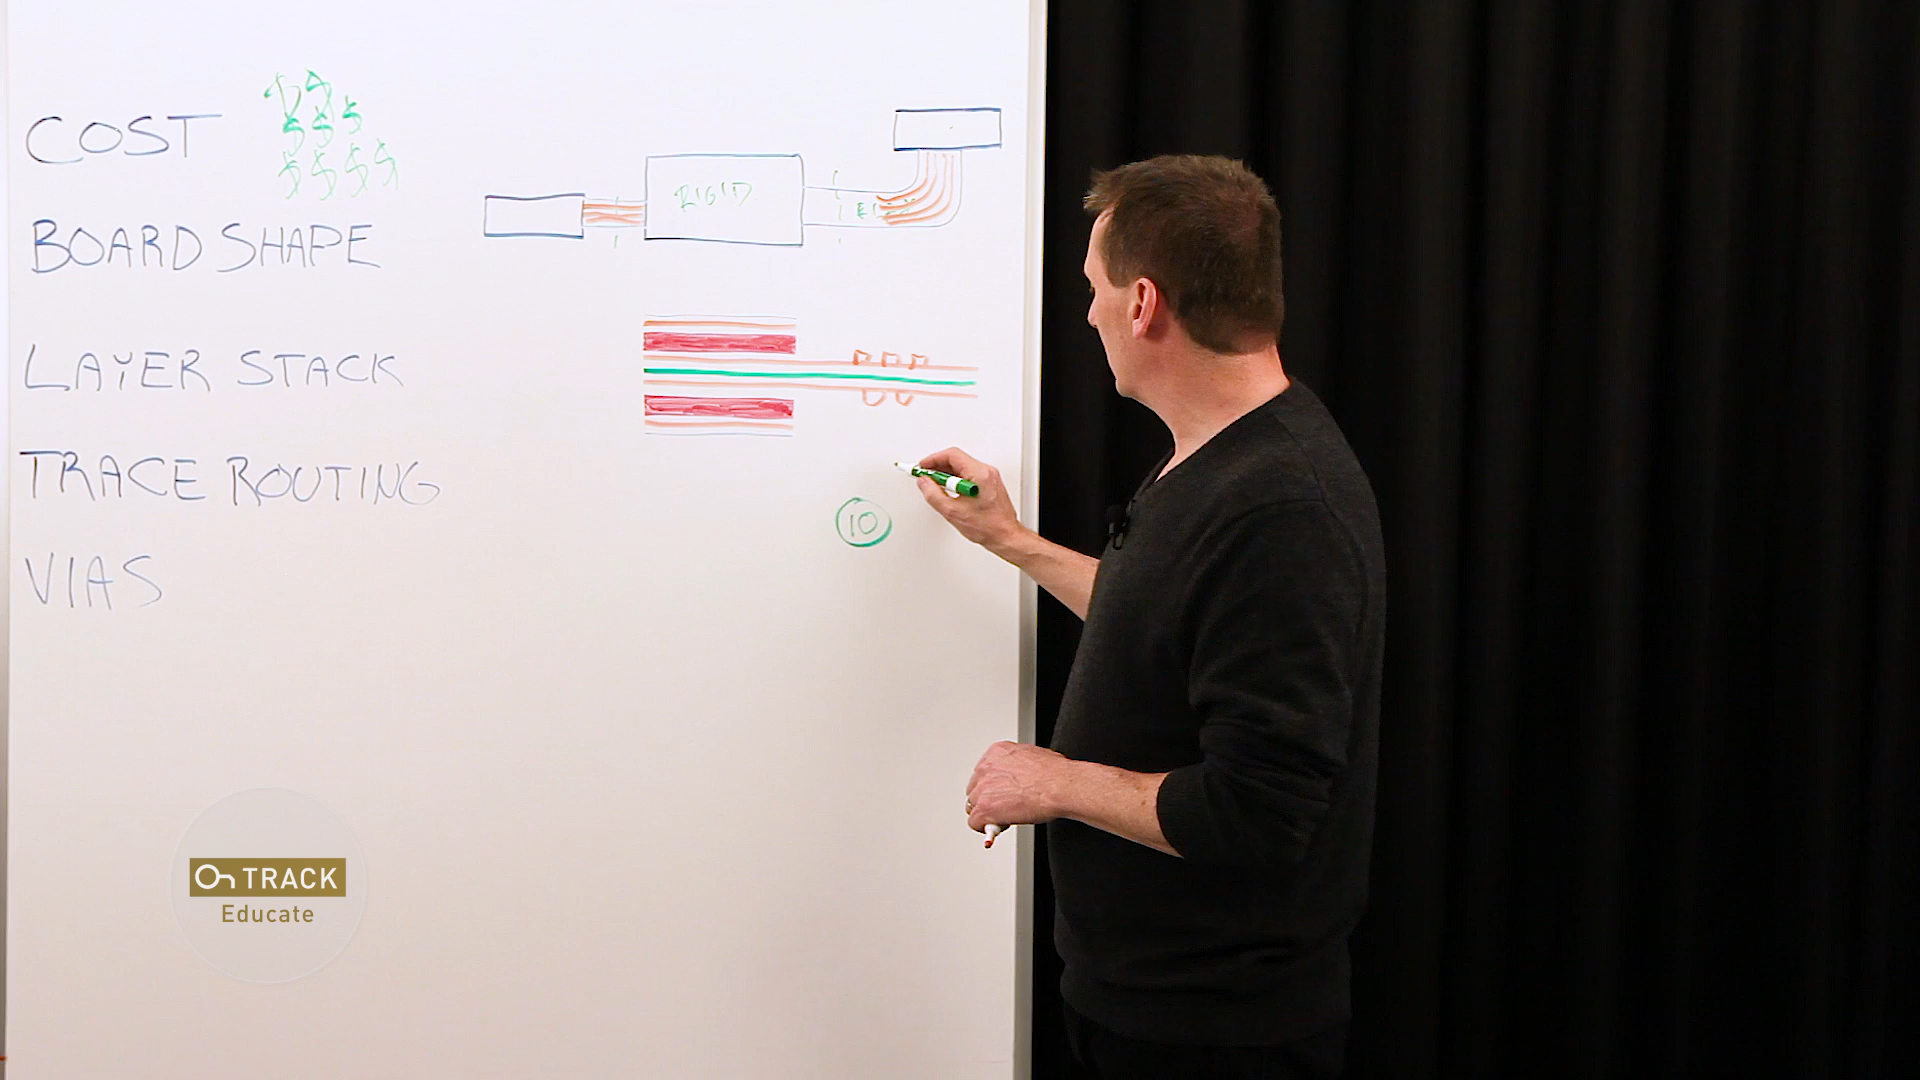 COST $ $ $ $ $ $ $ $ $
BOARD SHAPE
RIGID
LAYER STACK
TRACE ROUTING
10
VIAS
On TRACK
Educate